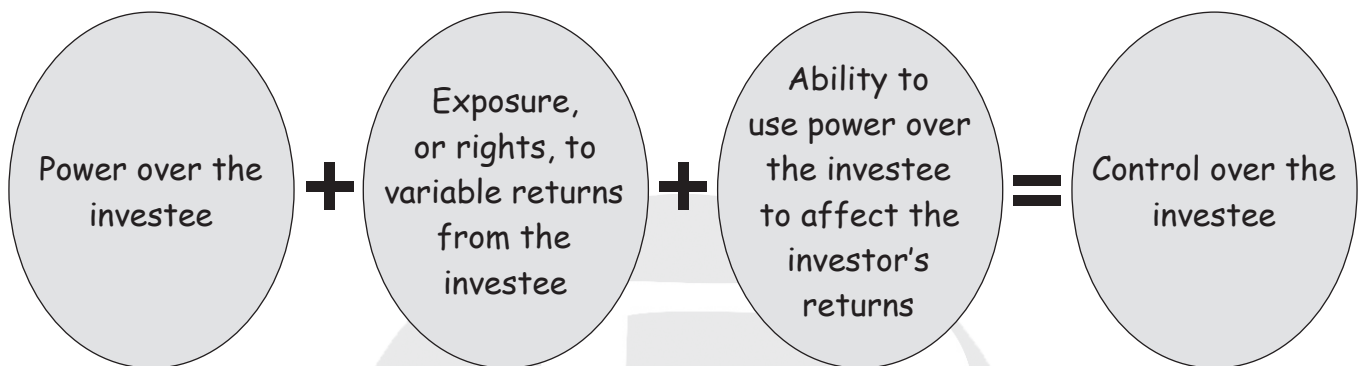 Power over the
investee
+
Exposure,
or rights, to
variable returns
from the
investee
+
Ability to
use power over
the investee
to affect the
investor's
returns
=
Control over the
investee